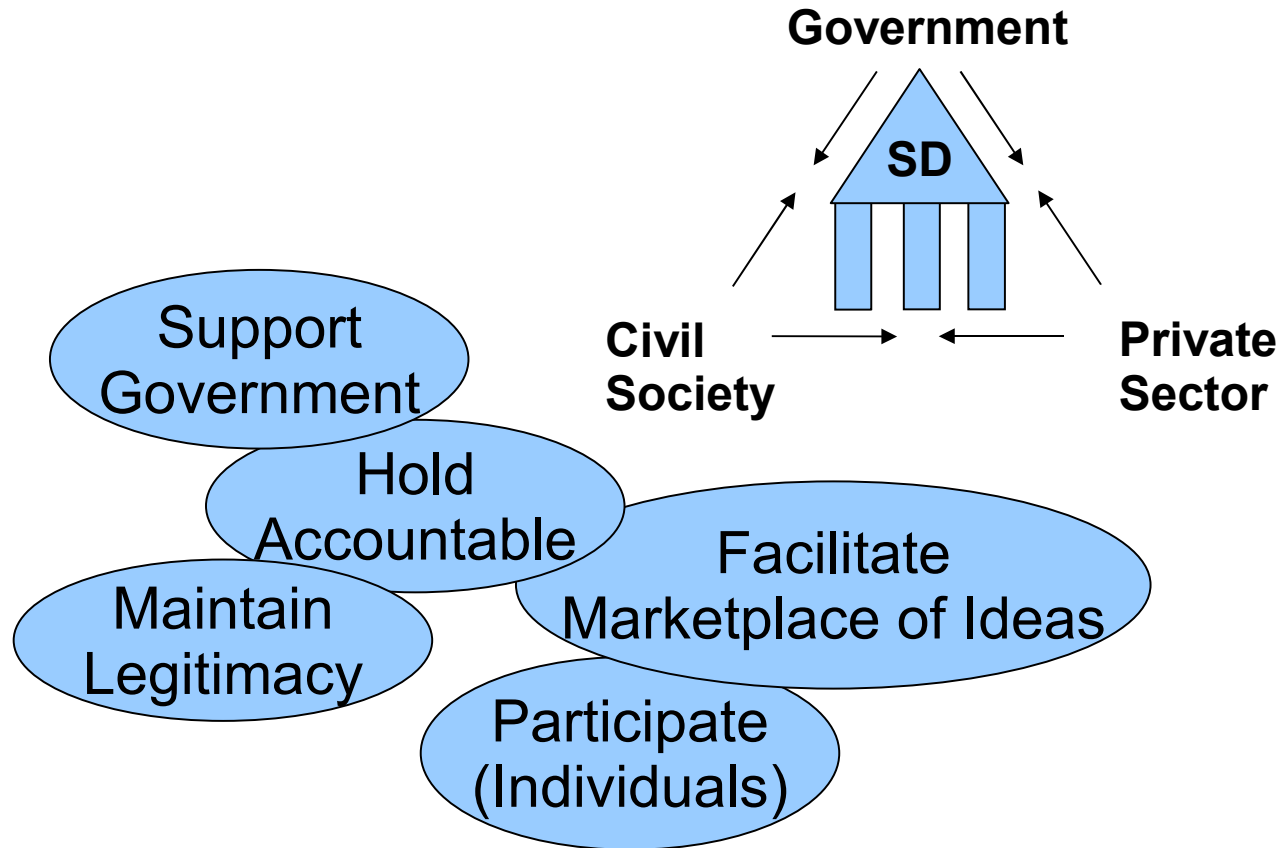 Government
SD
Civil
Society
Private
Sector
Support
Government
Hold
Accountable
Facilitate
Marketplace of Ideas
Maintain
Legitimacy
Participate
(Individuals)